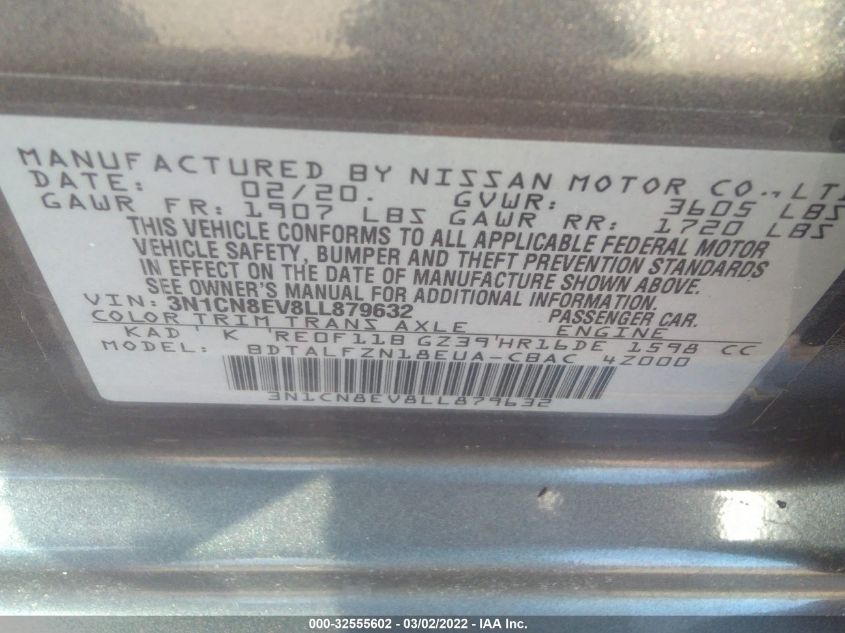 MANUFACTURED BY NISSAN MOTOR CO., LT
DATE: 02/20. GVWR: 3605 LBS
GAWR FR: 1907 LBS GAWR RR: 1720 LBS
THIS VEHICLE CONFORMS TO ALL APPLICABLE FEDERAL MOTOR
VEHICLE SAFETY, BUMPER AND THEFT PREVENTION STANDARDS
IN EFFECT ON THE DATE OF MANUFACTURE SHOWN ABOVE.
SEE OWNER'S MANUAL FOR ADDITIONAL INFORMATION.
VIN: 3N1CN8EV8LL879632 PASSENGER CAR.
COLOR TRIM TRANS AXLE ENGINE
KAD ' K 'RE0F11B GZ39'HR16DE 1598 CC
MODEL: BDTALFZN18EUA-CBAC 4Z000
3N1CN8EV8LL879632
000-32555602 - 03/02/2022 - IAA Inc.